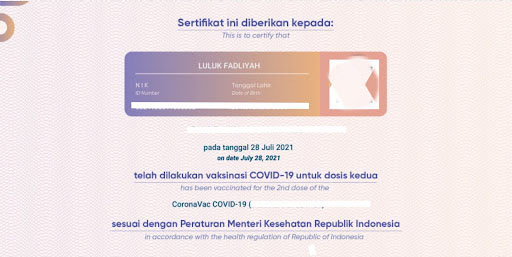 Sertifikat ini diberikan kepada:
This is to certify that
LULUK FADLIYAH
NIK
Tanggal Lahir
ID Number
Date of Birth
pada tanggal 28 Juli 2021
on date July 28, 2021
telah dilakukan vaksinasi COVID-19 untuk dosis kedua
has been vaccinated for the 2nd dose of the
CoronaVac COVID-19 (
sesuai dengan Peraturan Menteri Kesehatan Republik Indonesia
in accordance with the health regulation of Republic of Indonesia